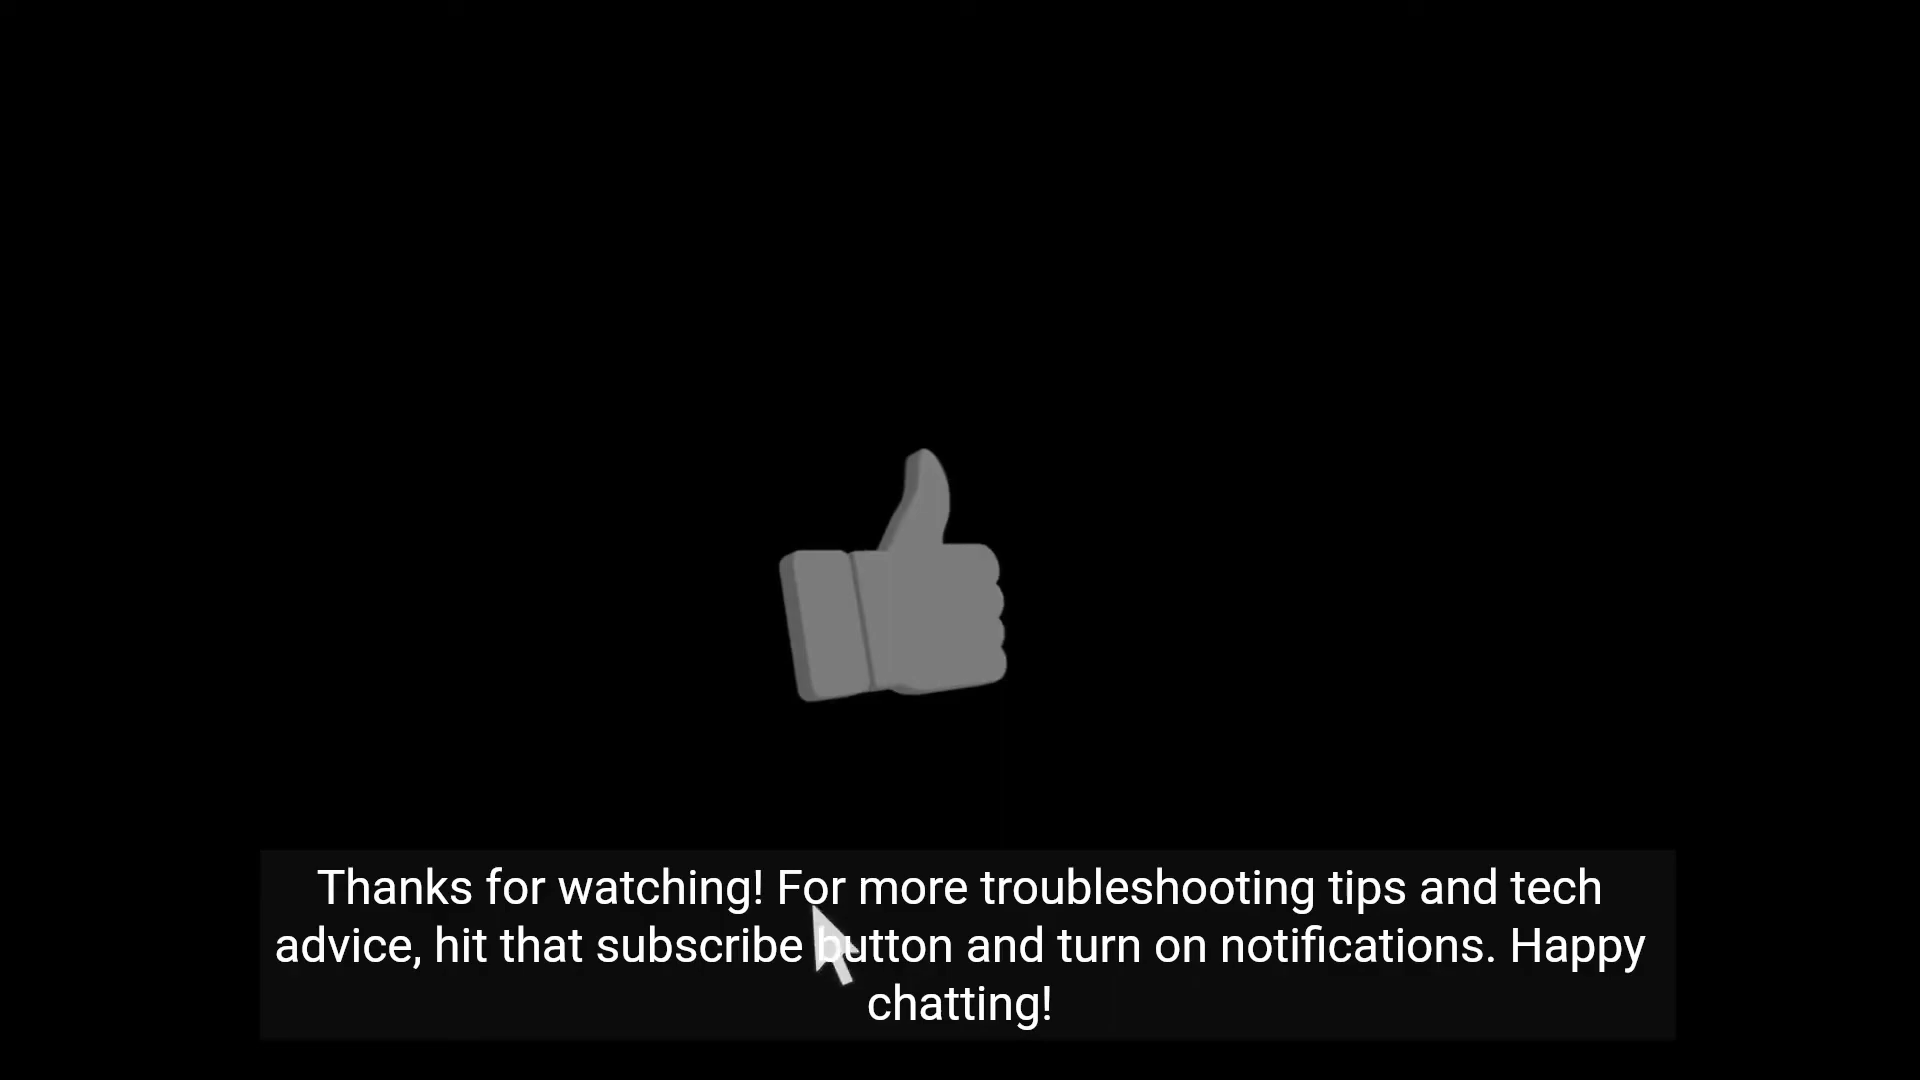 Thanks for watching! For more troubleshooting tips and tech
advice, hit that subscribe button and turn on notifications. Happy
chatting!